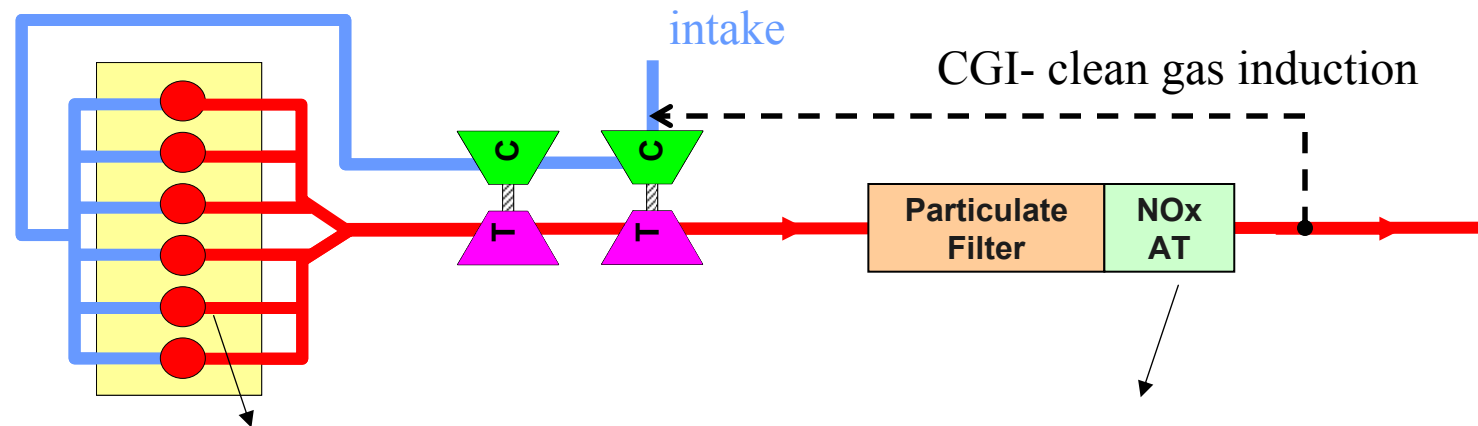 intake
CGI- clean gas induction
C
C
T
T
Particulate
Filter
NOx
AT